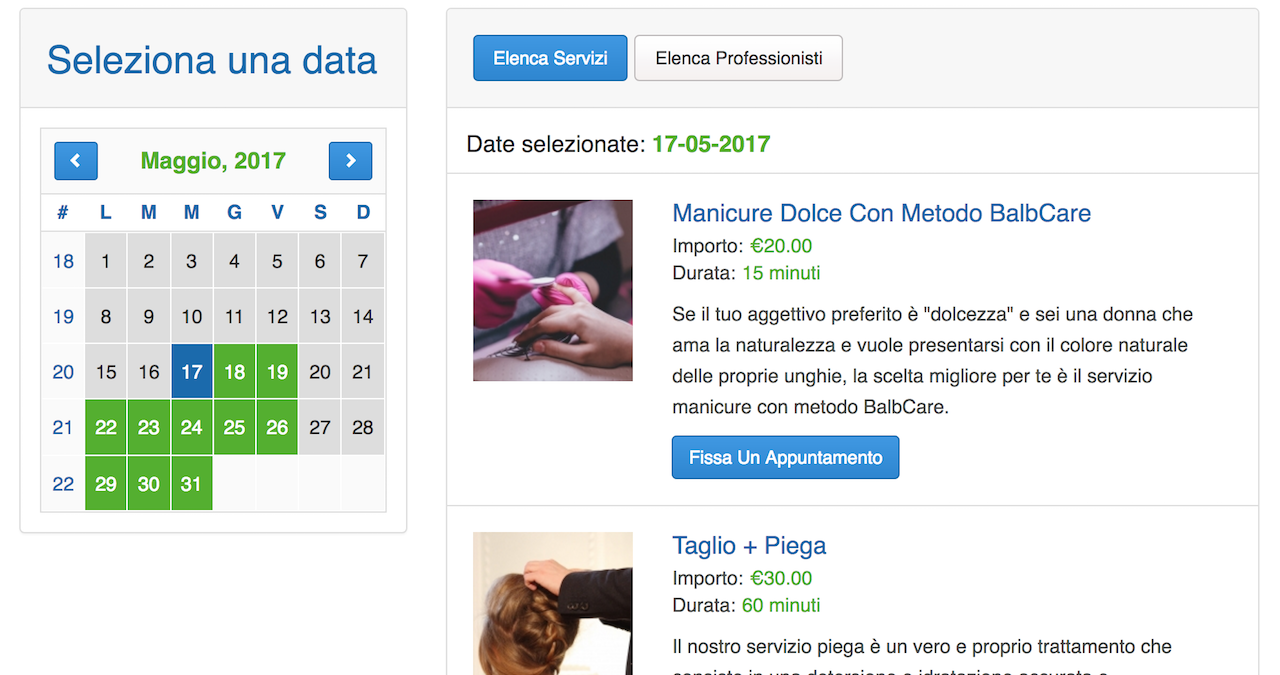 Seleziona una data
Maggio, 2017
# L M M G V S D
18 1 2 3 4 5 6 7
19 8 9 10 11 12 13 14
20 15 16 17 18 19 20 21
21 22 23 24 25 26 27 28
22 29 30 31
Elenca Servizi
Elenca Professionisti
Date selezionate: 17-05-2017
Manicure Dolce Con Metodo BalbCare
Importo: €20.00
Durata: 15 minuti
Se il tuo aggettivo preferito è "dolcezza" e sei una donna che
ama la naturalezza e vuole presentarsi con il colore naturale
delle proprie unghie, la scelta migliore per te è il servizio
manicure con metodo BalbCare.
Fissa Un Appuntamento
Taglio + Piega
Importo: €30.00
Durata: 60 minuti
Il nostro servizio piega è un vero e proprio trattamento che